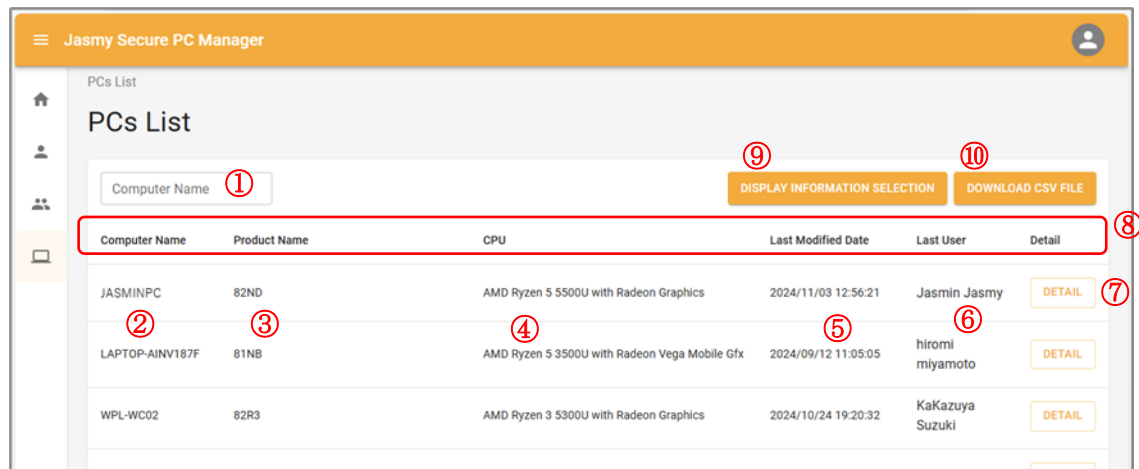 Jasmy Secure PC Manager
PCs List
PCs List
⑨ ⑩
Computer Name ① DISPLAY INFORMATION SELECTION DOWNLOAD CSV FILE
⑧
Computer Name Product Name CPU Last Modified Date Last User Detail
JASMINPC 82ND AMD Ryzen 5 5500U with Radeon Graphics 2024/11/03 12:56:21 Jasmin Jasmy DETAIL ⑦
② ③ ④ ⑤ ⑥
LAPTOP-AINV187F 81NB AMD Ryzen 5 3500U with Radeon Vega Mobile Gfx 2024/09/12 11:05:05 hiromi
miyamoto DETAIL
WPL-WC02 82R3 AMD Ryzen 3 5300U with Radeon Graphics 2024/10/24 19:20:32 KaKazuya
Suzuki DETAIL